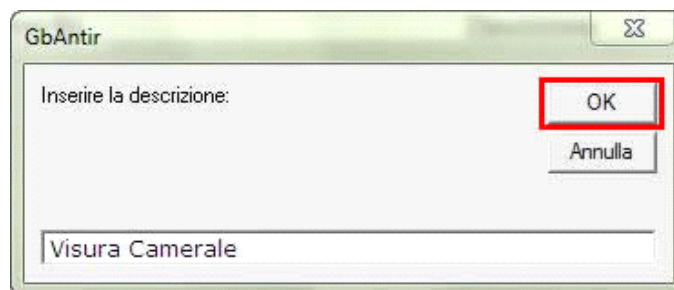 GbAntir
Inserire la descrizione:
OK
Annulla
Visura Camerale